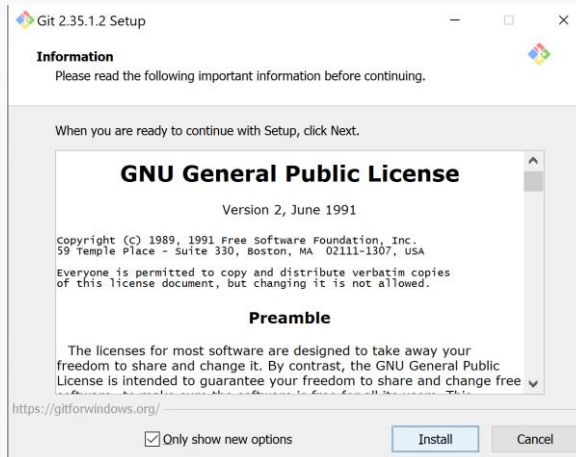 Git 2.35.1.2 Setup
Information
Please read the following important information before continuing.
When you are ready to continue with Setup, click Next.
GNU General Public License
Version 2, June 1991
Copyright (C) 1989, 1991 Free Software Foundation, Inc.
59 Temple Place - Suite 330, Boston, MA  02111-1307, USA
Everyone is permitted to copy and distribute verbatim copies
of this license document, but changing it is not allowed.
Preamble
The licenses for most software are designed to take away your
freedom to share and change it. By contrast, the GNU General Public
License is intended to guarantee your freedom to share and change free
https://gitforwindows.org/
Only show new options
Install
Cancel